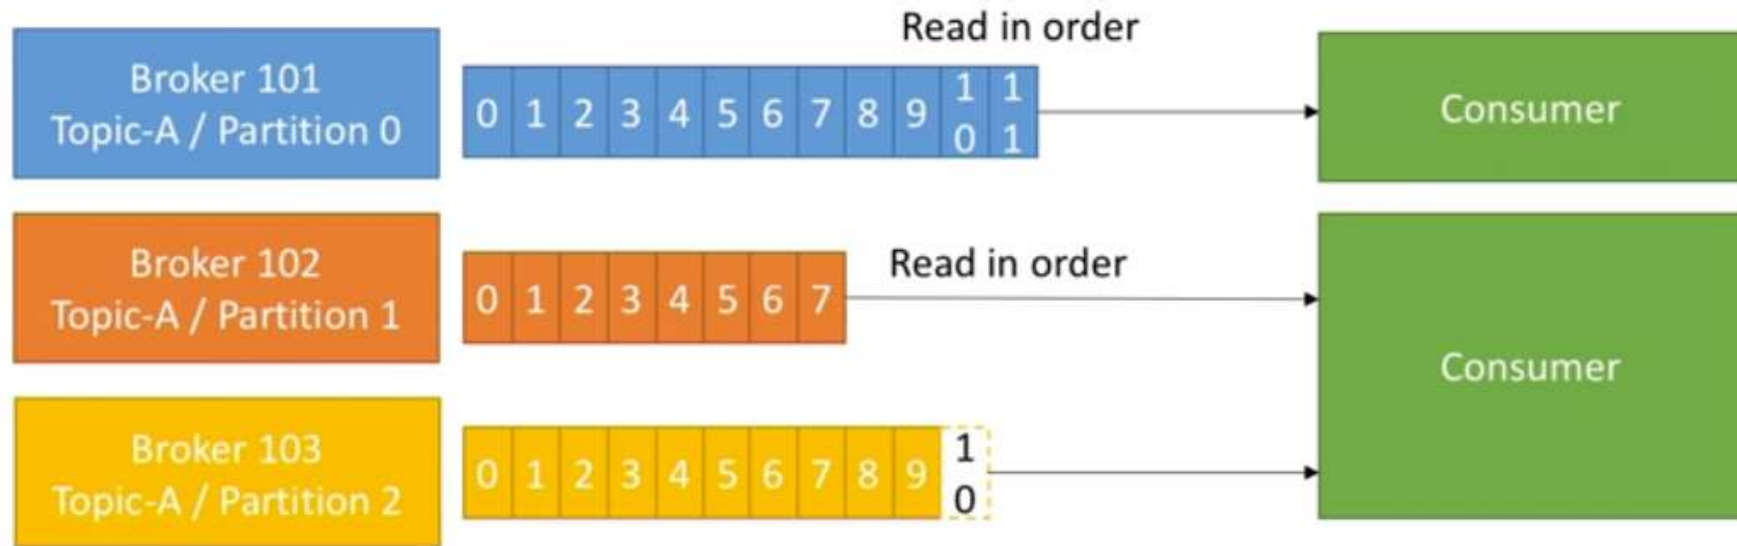 Read in order
Broker 101
Topic-A / Partition 0
0 1 2 3 4 5 6 7 8 9 10 11
Consumer
Broker 102
Topic-A / Partition 1
0 1 2 3 4 5 6 7
Read in order
Consumer
Broker 103
Topic-A / Partition 2
0 1 2 3 4 5 6 7 8 9 10